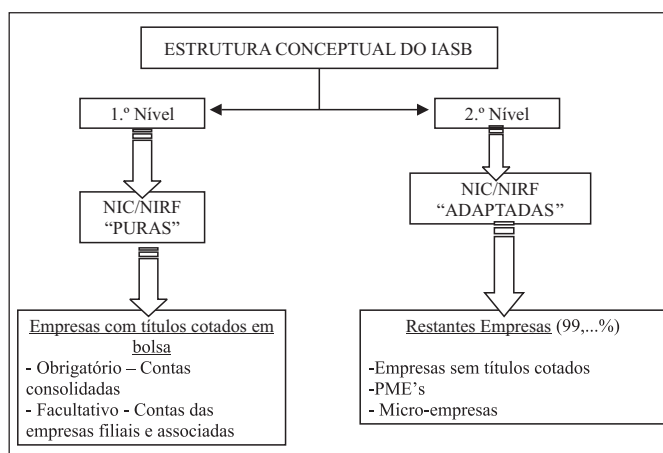 ESTRUTURA CONCEPTUAL DO IASB
1.º Nível
2.º Nível
NIC/NIRF
“PURAS”
NIC/NIRF
“ADAPTADAS”
Empresas com títulos cotados em
bolsa
- Obrigatório – Contas
consolidadas
- Facultativo - Contas das
empresas filiais e associadas
Restantes Empresas (99,...%)
-Empresas sem títulos cotados
-PME’s
- Micro-empresas